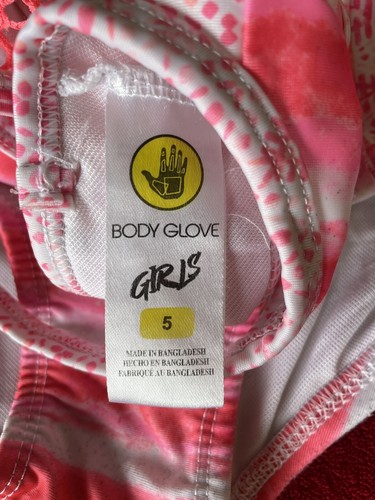 BODY GLOVE
GIRLS
5
MADE IN BANGLADESH
HECHO EN BANGLADESH
FABRIQUÉ AU BANGLADESH